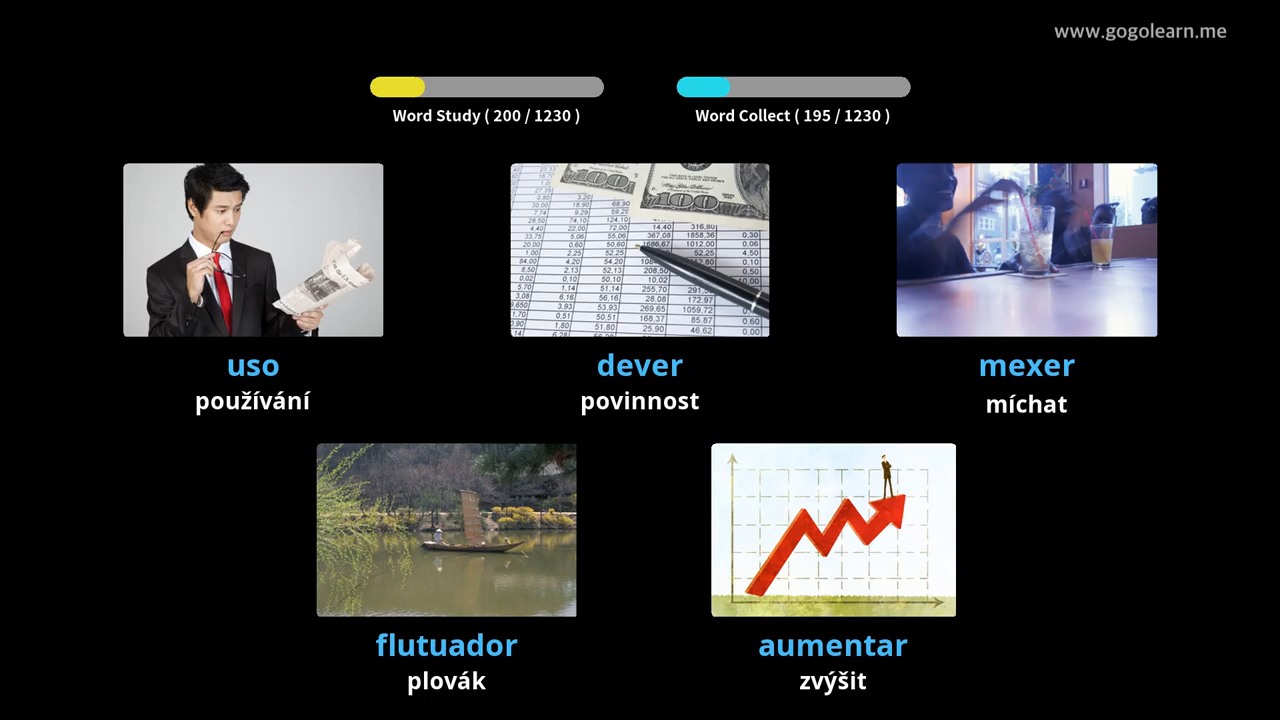 www.gogolearn.me
Word Study ( 200 / 1230 )
Word Collect ( 195 / 1230 )
uso
používání
dever
povinnost
mexer
míchat
flutuador
plovák
aumentar
zvýšit